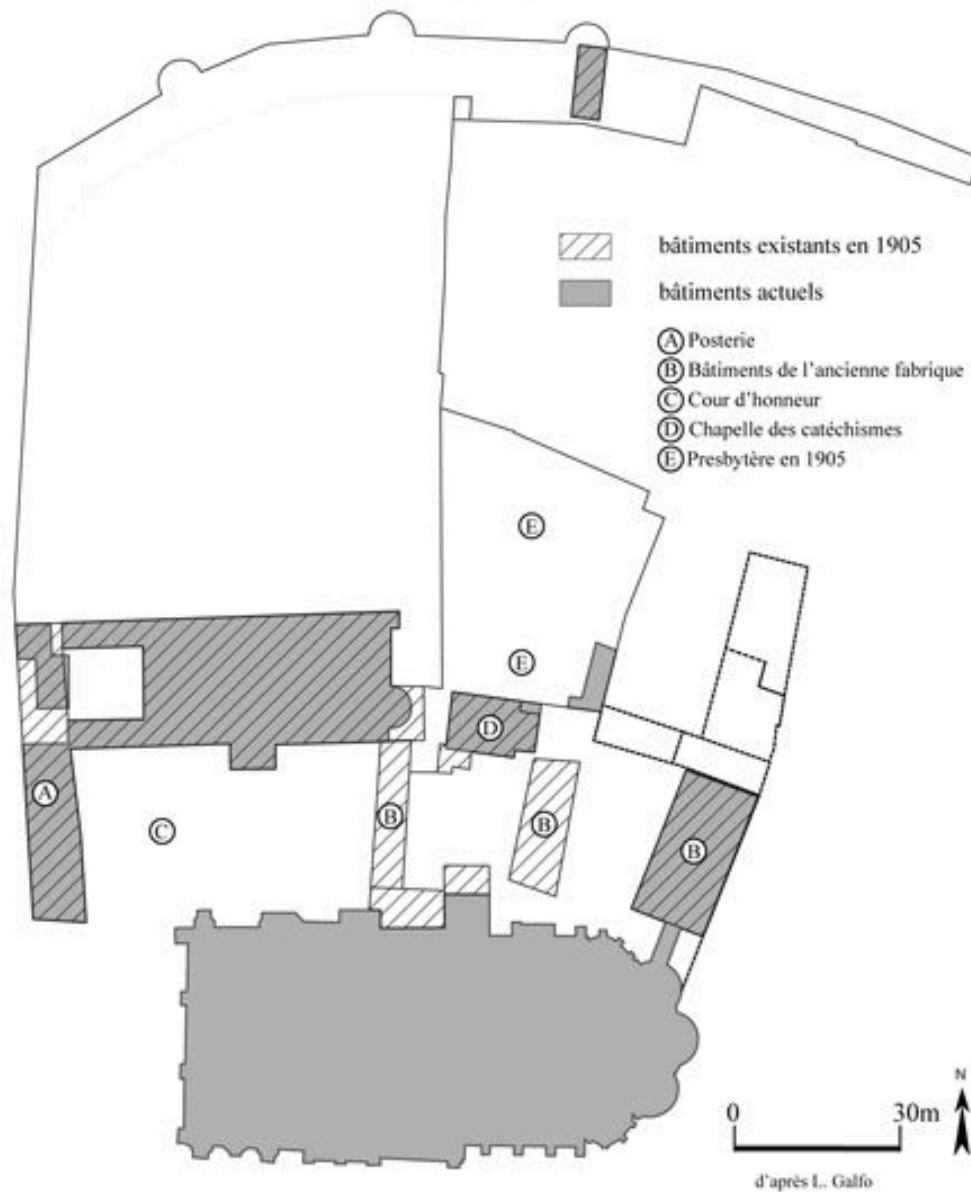 bâtiments existants en 1905
bâtiments actuels
A Posterie
B Bâtiments de l'ancienne fabrique
C Cour d'honneur
D Chapelle des catéchismes
E Presbytère en 1905
E
E
D
A
B
B
C
B
N
0 30m
d'après L. Galfo